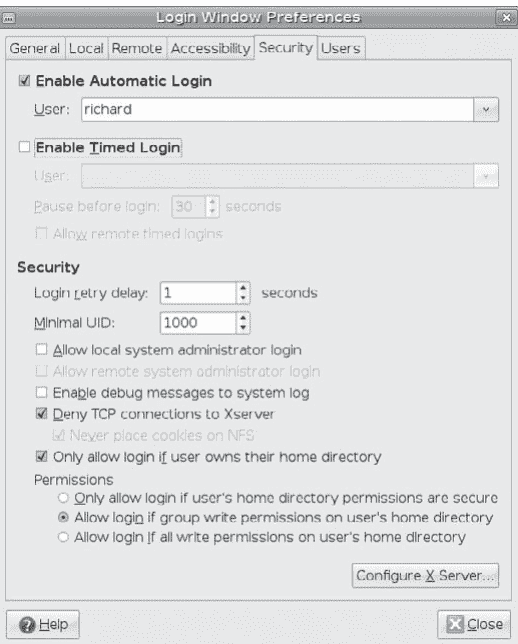 Login Window Preferences
General Local Remote Accessibility Security Users
Enable Automatic Login
User: richard
Enable Timed Login
User:
Pause before login: 30 seconds
Allow remote timed logins
Security
Login retry delay: 1 seconds
Minimal UID: 1000
Allow local system administrator login
Allow remote system administrator login
Enable debug messages to system log
Deny TCP connections to Xserver
Never place cookies on NFS
Only allow login if user owns their home directory
Permissions
Only allow login if user's home directory permissions are secure
Allow login if group write permissions on user's home directory
Allow login if all write permissions on user's home directory
Configure X Server...
Help
Close